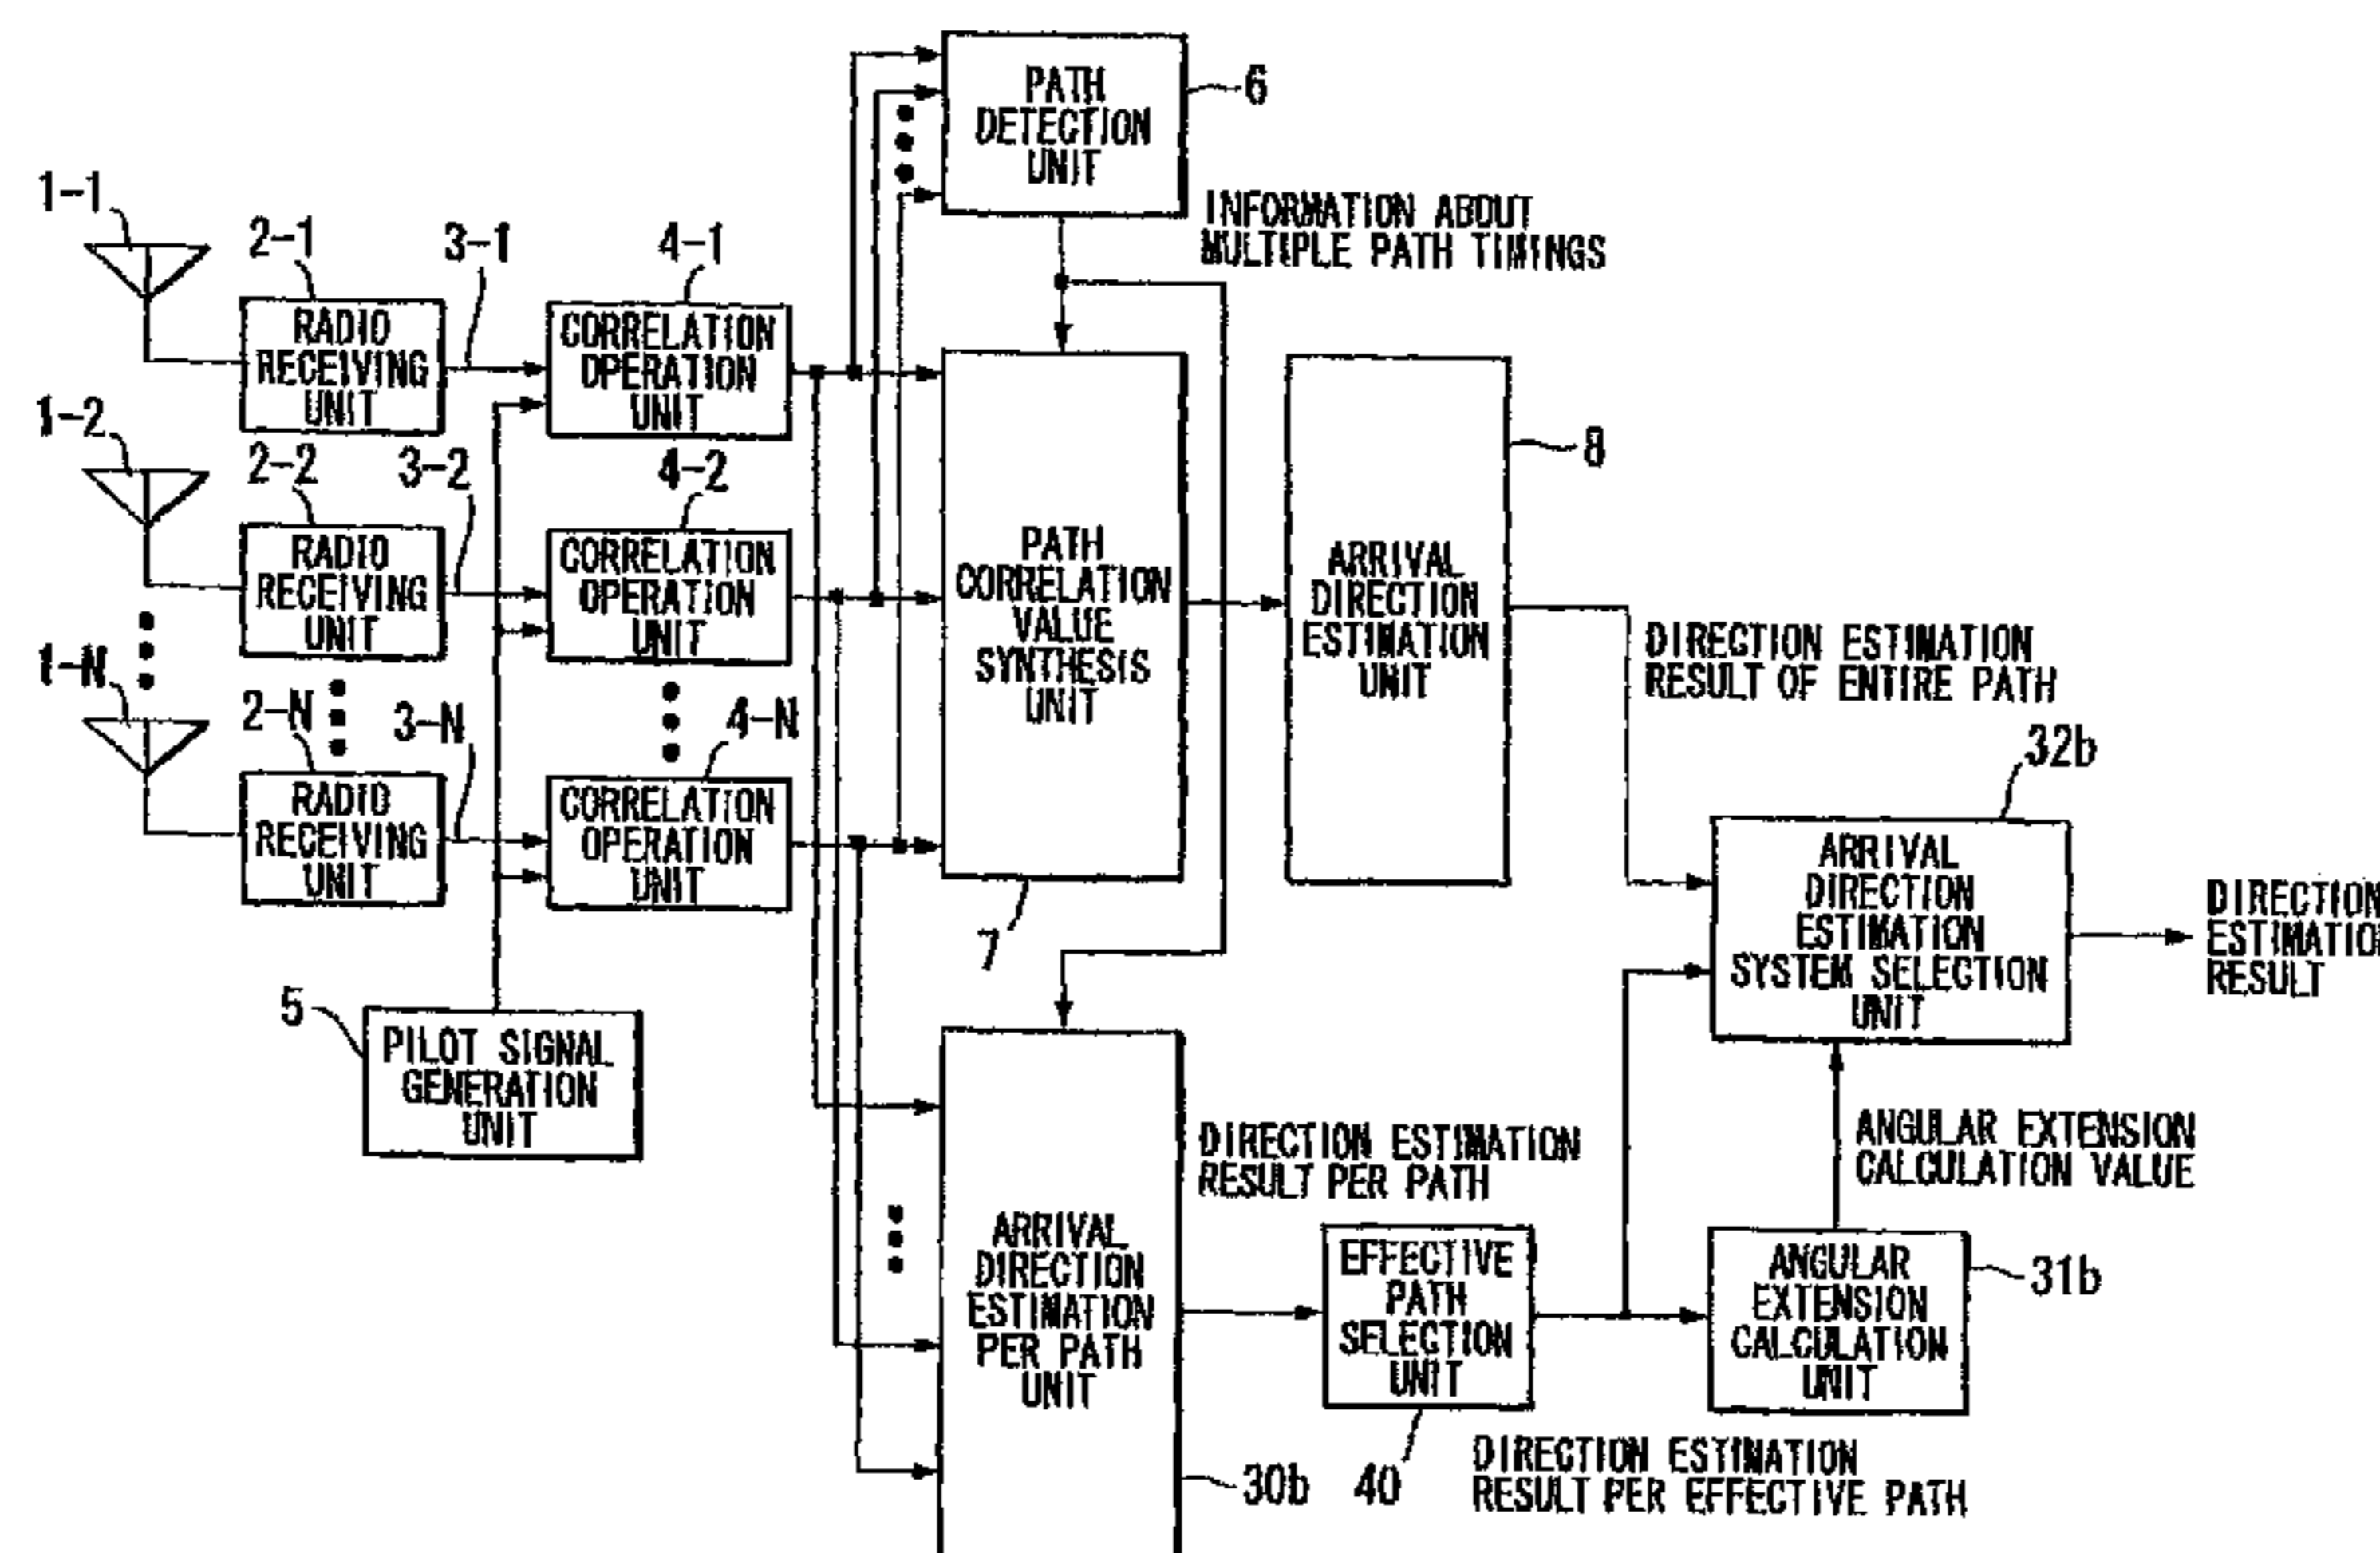 PATH
DETECTION
UNIT
6
INFORMATION ABOUT
MULTIPLE PATH TIMINGS
1-1
2-1
3-1
4-1
RADIO
RECEIVING
UNIT
CORRELATION
OPERATION
UNIT
1-2
2-2
3-2
4-2
RADIO
RECEIVING
UNIT
CORRELATION
OPERATION
UNIT
1-N
2-N
3-N
4-N
RADIO
RECEIVING
UNIT
CORRELATION
OPERATION
UNIT
5
PILOT SIGNAL
GENERATION
UNIT
PATH
CORRELATION
VALUE
SYNTHESIS
UNIT
7
ARRIVAL
DIRECTION
ESTIMATION
UNIT
8
DIRECTION ESTIMATION
RESULT OF ENTIRE PATH
32b
ARRIVAL
DIRECTION
ESTIMATION
SYSTEM SELECTION
UNIT
DIRECTION
ESTIMATION
RESULT
ANGULAR EXTENSION
CALCULATION VALUE
DIRECTION ESTIMATION
RESULT PER PATH
ARRIVAL
DIRECTION
ESTIMATION
PER PATH
UNIT
30b
EFFECTIVE
PATH
SELECTION
UNIT
40
ANGULAR
EXTENSION
CALCULATION
UNIT
31b
DIRECTION ESTIMATION
RESULT PER EFFECTIVE PATH